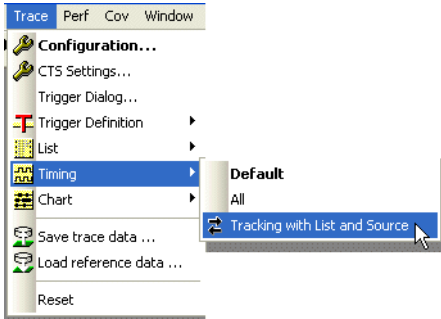 Trace Perf Cov Window
Configuration...
CTS Settings...
Trigger Dialog...
Trigger Definition
List
Timing
Default
Chart
All
Tracking with List and Source
Save trace data ...
Load reference data ...
Reset